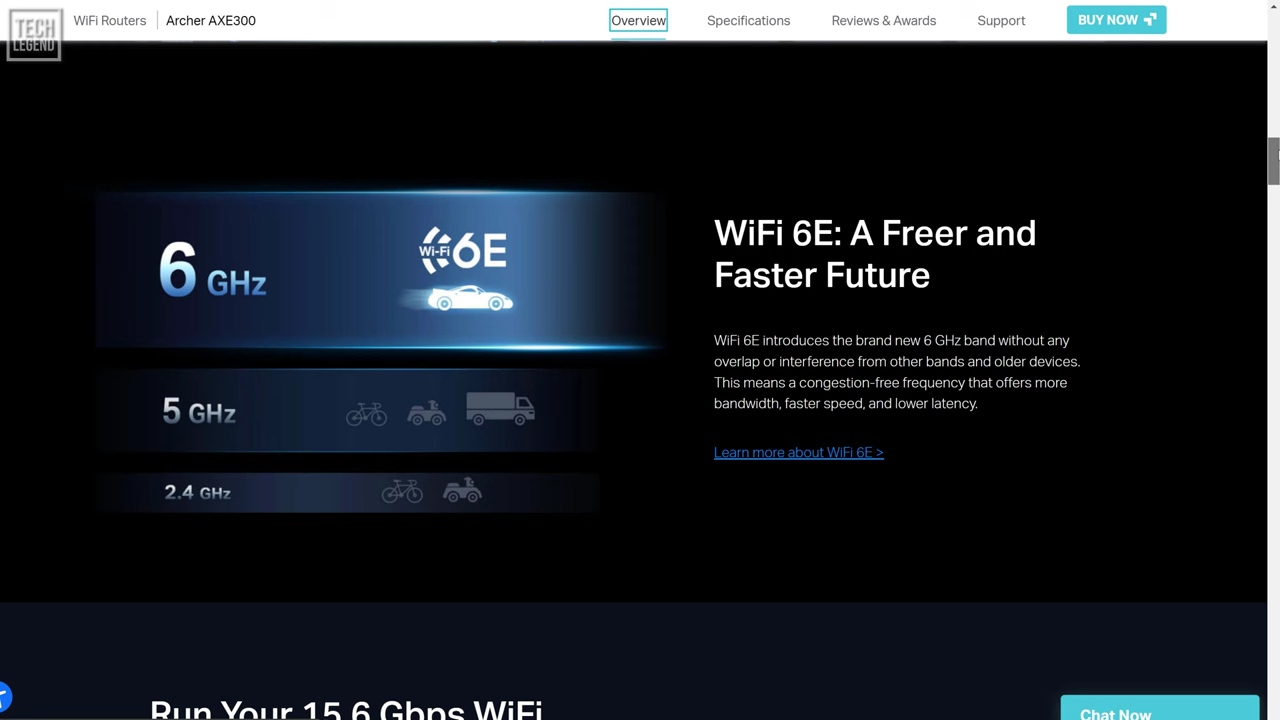 TECH
LEGEND
WiFi Routers
Archer AXE300
Overview
Specifications
Reviews & Awards
Support
BUY NOW
6 GHz
Wi-Fi 6E
5 GHz
2.4 GHz
WiFi 6E: A Freer and
Faster Future
WiFi 6E introduces the brand new 6 GHz band without any
overlap or interference from other bands and older devices.
This means a congestion-free frequency that offers more
bandwidth, faster speed, and lower latency.
Learn more about WiFi 6E >
Run Your 15.6 Gbps WiFi
Chat Now